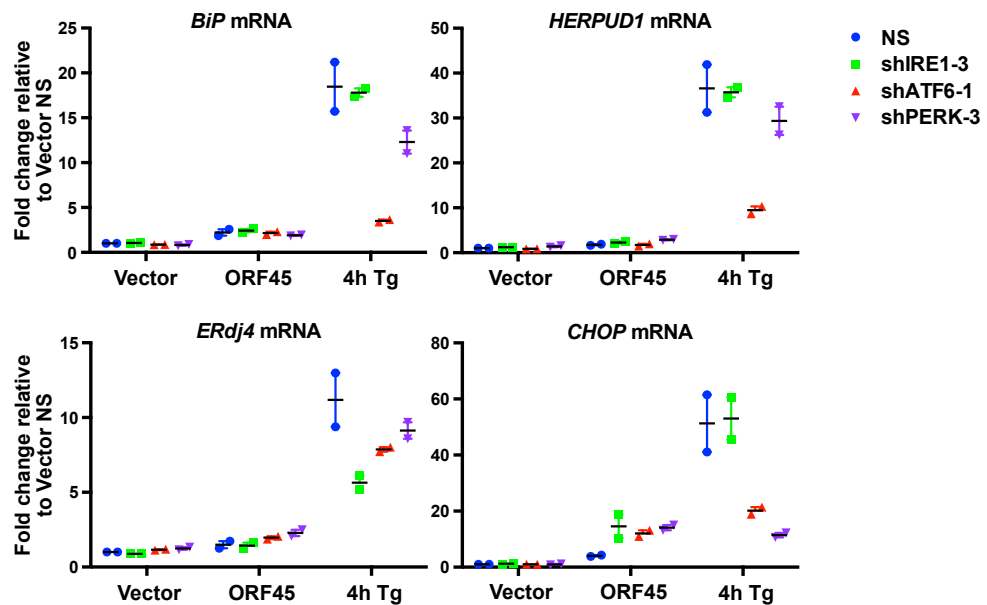 BiP mRNA
HERPUD1 mRNA
Fold change relative
to Vector NS
25
20
15
10
5
0
Vector
ORF45
4h Tg
50
40
30
20
10
0
Vector
ORF45
4h Tg
NS
shIRE1-3
shATF6-1
shPERK-3
ERdj4 mRNA
CHOP mRNA
Fold change relative
to Vector NS
15
10
5
0
Vector
ORF45
4h Tg
80
60
40
20
0
Vector
ORF45
4h Tg